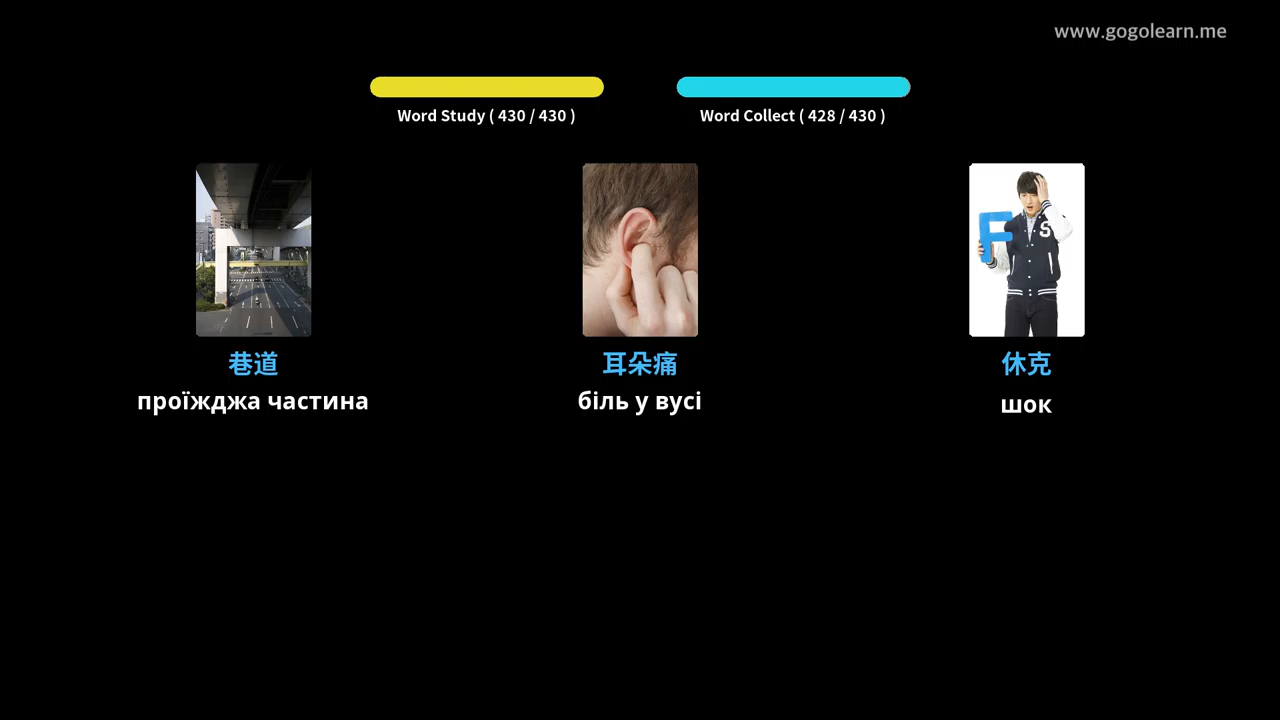 www.gogolearn.me
Word Study ( 430 / 430 )
Word Collect ( 428 / 430 )
F
S
巷道
耳朵痛
休克
проїжджа частина
біль у вусі
шок